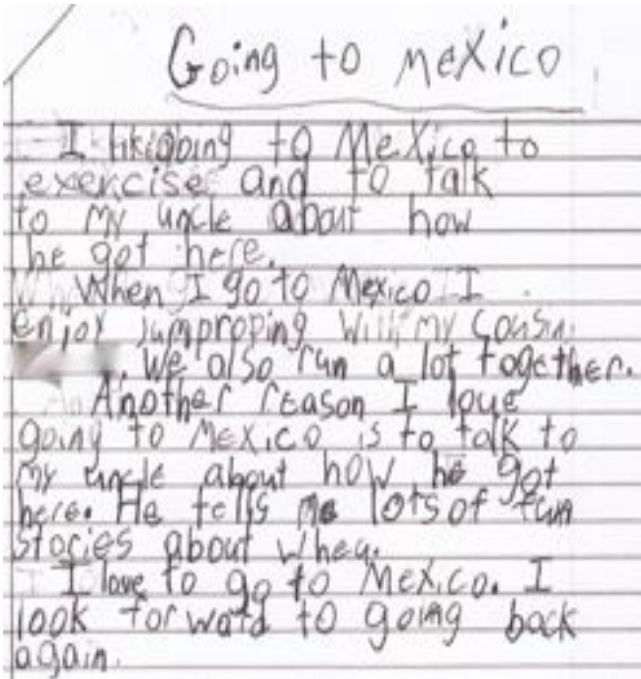 Going to Mexico
I like going to Mexico to
exercise and to talk
to my uncle about how
he got here.
When I go to Mexico I
enjoy jumproping with my cousin
. We also run a lot together.
Another reason I love
going to Mexico is to talk to
my uncle about how he got
here. He tells me lots of fun
stories about when.
I love to go to Mexico. I
look forward to going back
again.